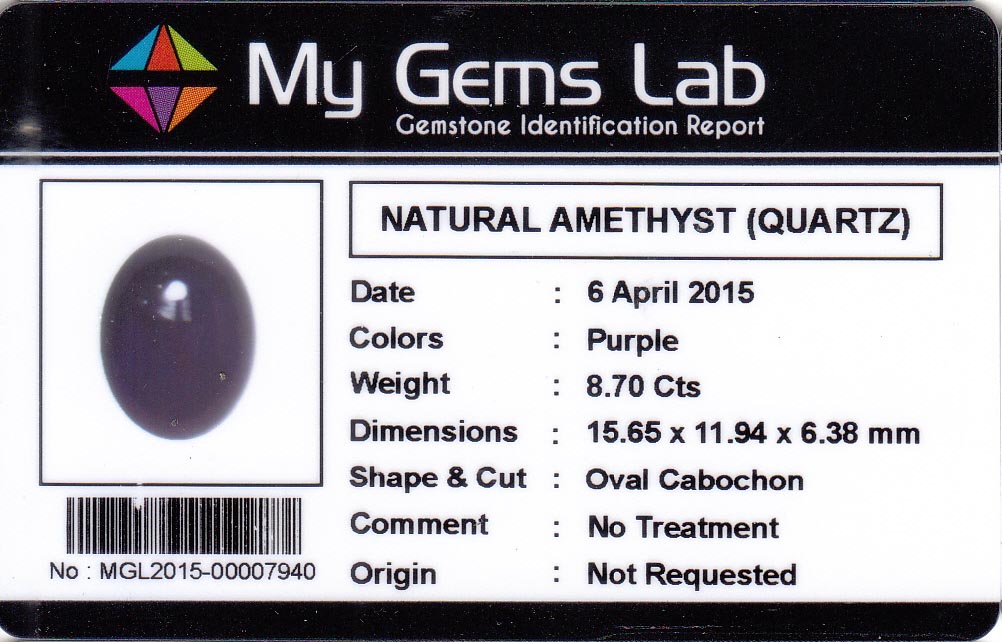 My Gems Lab
Gemstone Identification Report
NATURAL AMETHYST (QUARTZ)
Date : 6 April 2015
Colors : Purple
Weight : 8.70 Cts
Dimensions : 15.65 x 11.94 x 6.38 mm
Shape & Cut : Oval Cabochon
Comment : No Treatment
Origin : Not Requested
No : MGL2015-00007940